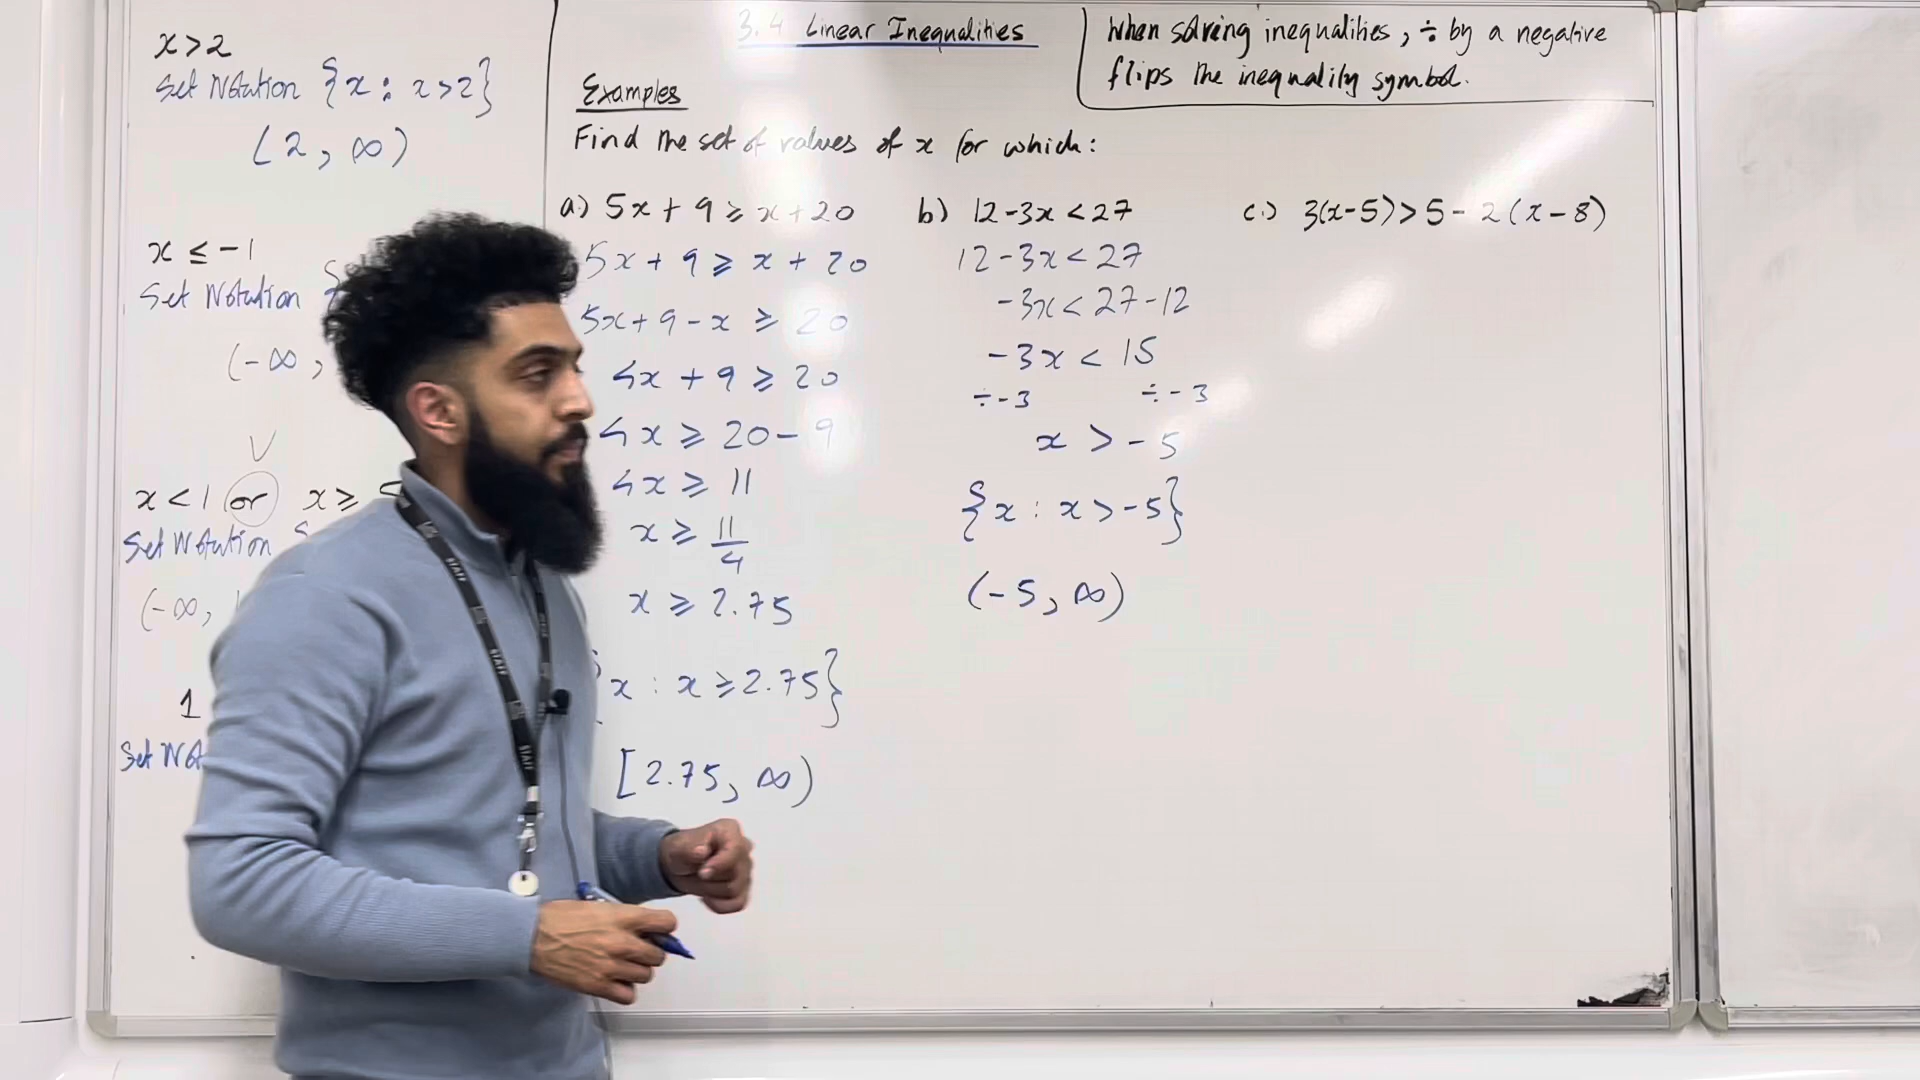 x > 2
Set Notation {x : x > 2}
(2, ∞)
x ≤ -1
Set Notation {
(-∞,
∨
x < 1 or x ≥
Set Notation {
(-∞,
1
Set Not
3.4 Linear Inequalities
When solving inequalities, ÷ by a negative
flips the inequality symbol.
Examples
Find the set of values of x for which:
a.) 5x + 9 ≥ x + 20
5x + 9 ≥ x + 20
5x + 9 - x ≥ 20
4x + 9 ≥ 20
4x ≥ 20 - 9
4x ≥ 11
x ≥ 11/4
x ≥ 2.75
x : x ≥ 2.75}
[2.75, ∞)
b) 12 - 3x < 27
12 - 3x < 27
-3x < 27 - 12
-3x < 15
÷ -3 ÷ -3
x > -5
{x : x > -5}
(-5, ∞)
c.) 3(x - 5) > 5 - 2(x - 8)
STAFF
STAFF
STAFF